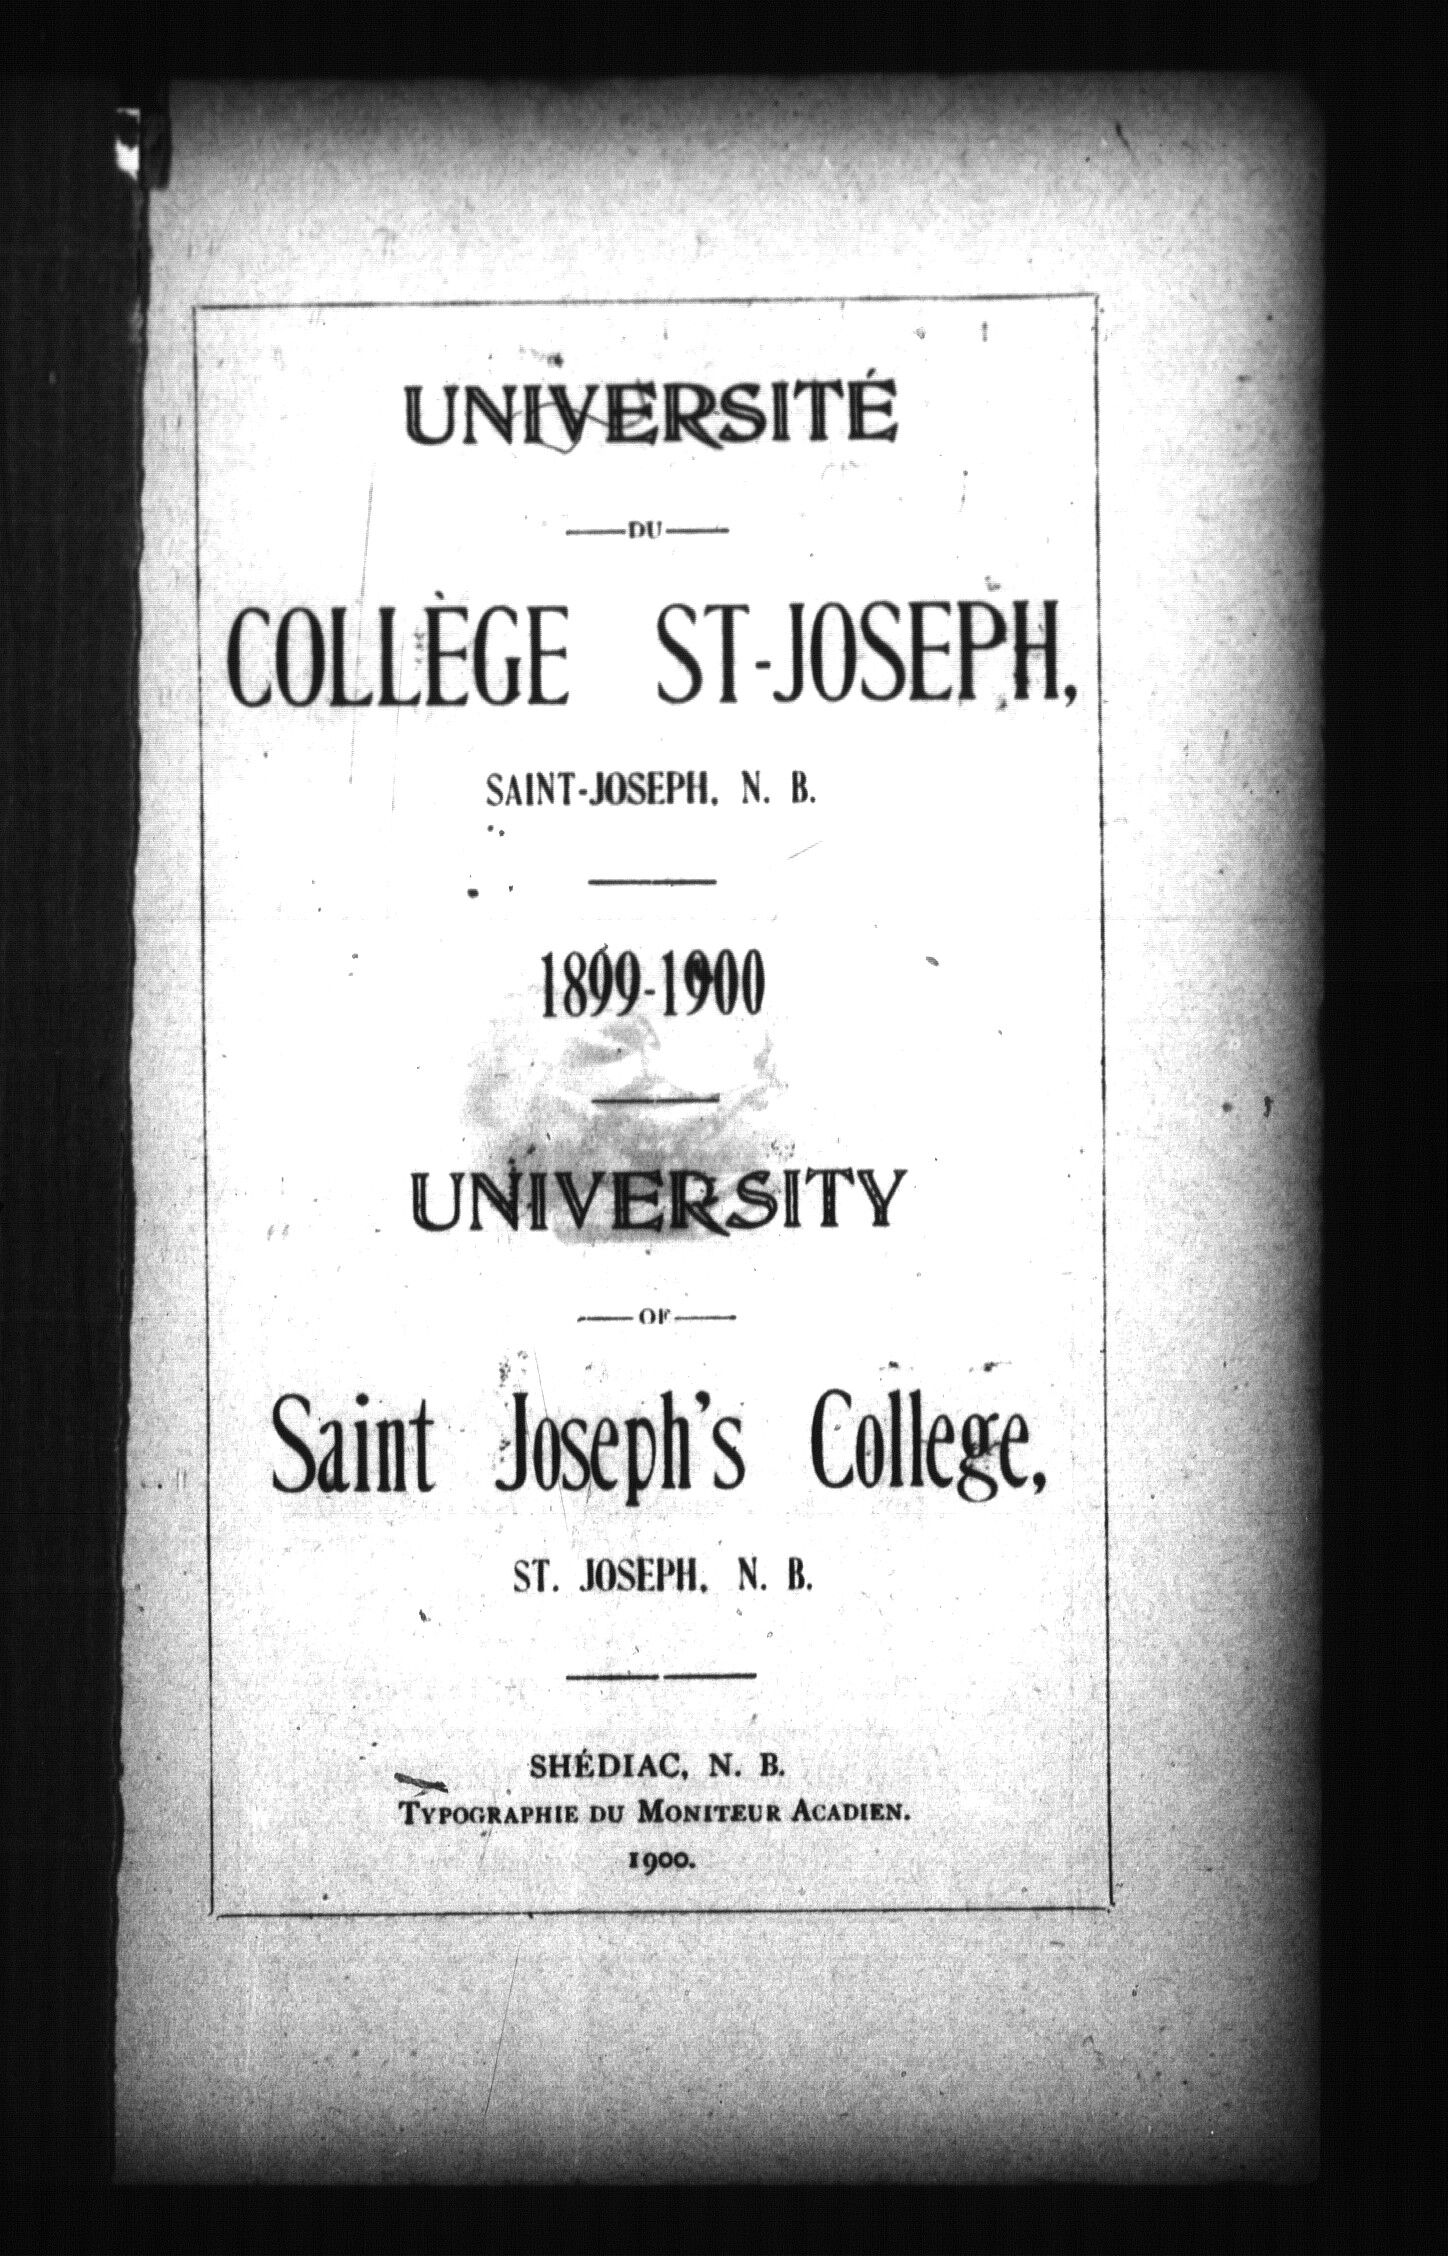 UNIVERSITÉ
DU
COLLÈGE ST-JOSEPH,
SAINT-JOSEPH, N. B.
1899-1900
UNIVERSITY
OF
Saint Joseph's College,
ST. JOSEPH, N. B.
SHÉDIAC, N. B.
TYPOGRAPHIE DU MONITEUR ACADIEN.
1900.